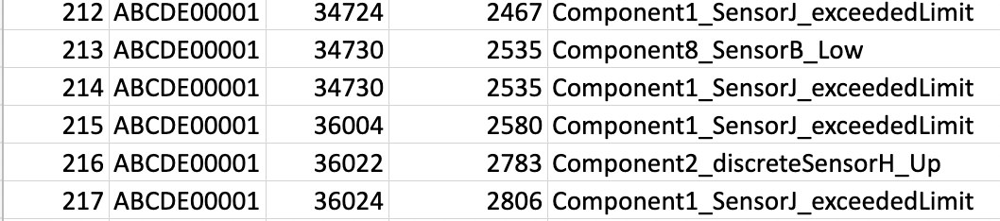 212 ABCDE00001 34724 2467 Component1_SensorJ_exceededLimit
213 ABCDE00001 34730 2535 Component8_SensorB_Low
214 ABCDE00001 34730 2535 Component1_SensorJ_exceededLimit
215 ABCDE00001 36004 2580 Component1_SensorJ_exceededLimit
216 ABCDE00001 36022 2783 Component2_discreteSensorH_Up
217 ABCDE00001 36024 2806 Component1_SensorJ_exceededLimit